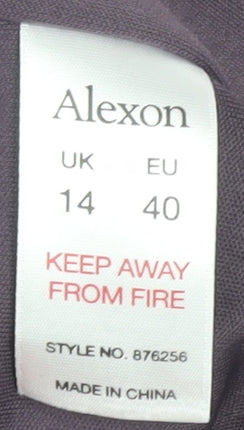 Alexon
UK EU
14 40
KEEP AWAY
FROM FIRE
STYLE NO. 876256
MADE IN CHINA